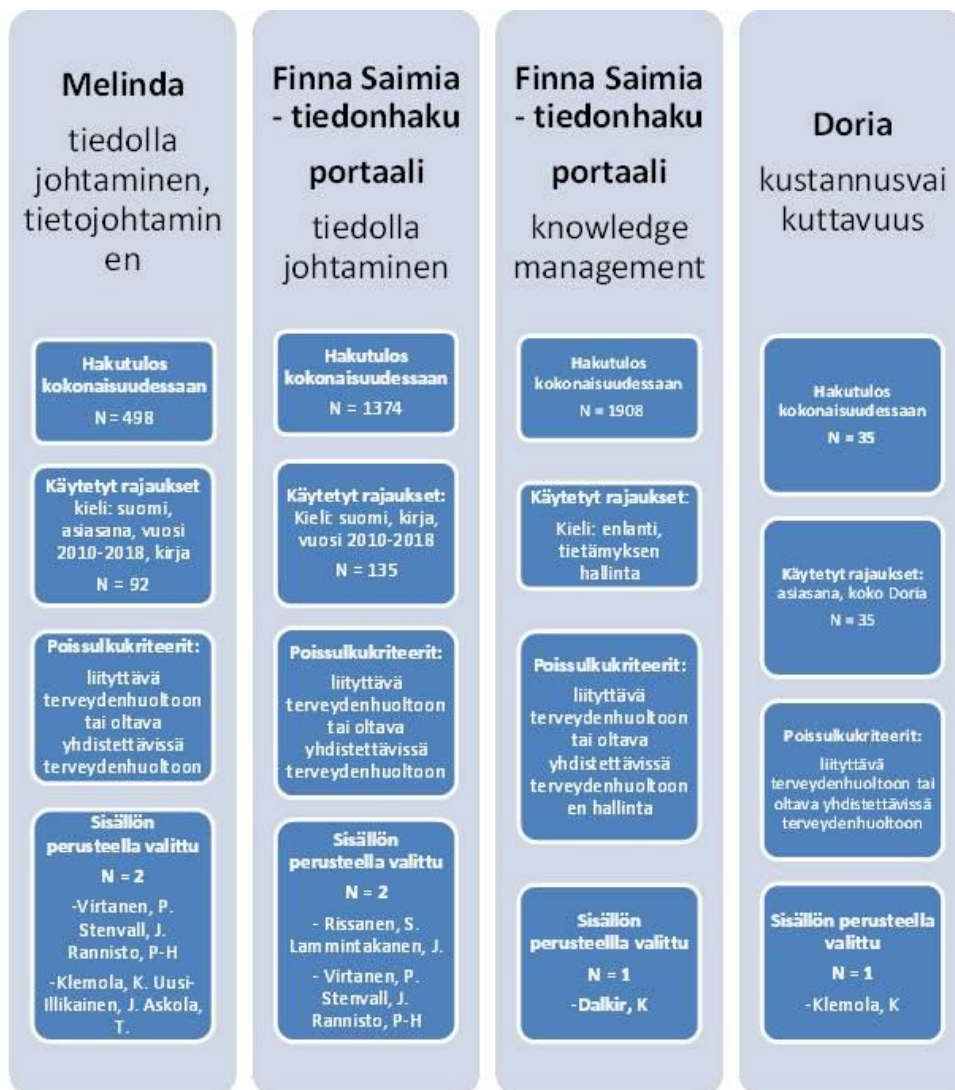 Melinda
tiedolla
johtaminen,
tietojohtamin
en
Hakutulos
kokonaisuudessaan
N = 498
Käytetyt rajaukset
kieli: suomi,
asiasana, vuosi
2010-2018, kirja
N = 92
Poissulkukriteerit:
liityttävä
terveydenhuoltoon
tai oltava
yhdistettävissä
terveydenhuoltoon
Sisällön
perusteella valittu
N = 2
-Virtanen, P.
Stenvall, J.
Rannisto, P-H
-Klemola, K. Uusi-
Illikainen, J. Askola,
T.
Finna Saimia
- tiedonhaku
portaali
tiedolla
johtaminen
Hakutulos
kokonaisuudessaan
N = 1374
Käytetyt rajaukset:
Kieli: suomi, kirja,
vuosi 2010-2018
N = 135
Poissulkukriteerit:
liityttävä
terveydenhuoltoon
tai oltava
yhdistettävissä
terveydenhuoltoon
Sisällön
perusteella valittu
N = 2
- Rissanen, S.
Lammintakanen, J.
- Virtanen, P.
Stenvall, J.
Rannisto, P-H
Finna Saimia
- tiedonhaku
portaali
knowledge
management
Hakutulos
kokonaisuudessaan
N = 1908
Käytetyt rajaukset:
Kieli: enlanti,
tietämyksen
hallinta
Poissulkukriteerit:
liityttävä
terveydenhuoltoon
tai oltava
yhdistettävissä
terveydenhuoltoon
en hallinta
Sisällön
perusteellla valittu
N = 1
-Dalkir, K
Doria
kustannusvai
kuttavuus
Hakutulos
kokonaisuudessaan
N = 35
Käytetyt rajaukset:
asiasana, koko Doria
N = 35
Poissulkukriteerit:
liityttävä
terveydenhuoltoon tai
oltava yhdistettävissä
terveydenhuoltoon
Sisällön perusteella
valittu
N = 1
-Klemola, K